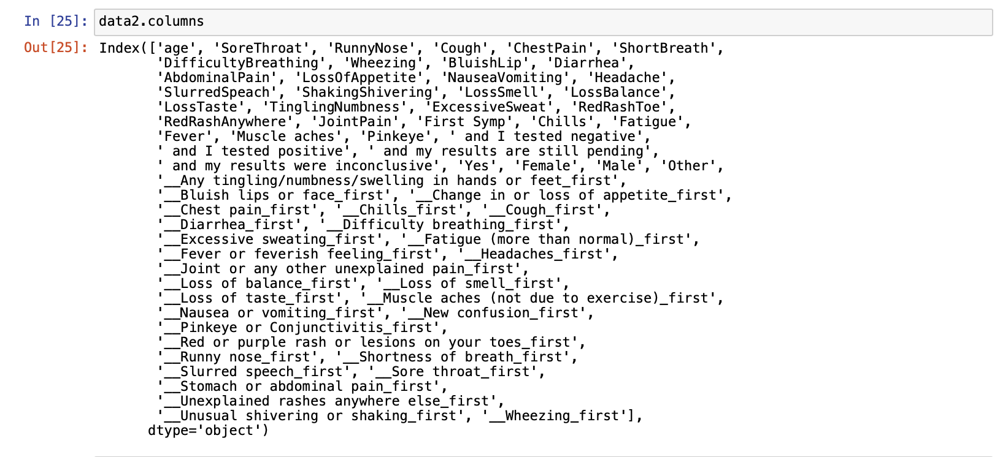 In [25]: data2.columns
Out[25]: Index(['age', 'SoreThroat', 'RunnyNose', 'Cough', 'ChestPain', 'ShortBreath',
'DifficultyBreathing', 'Wheezing', 'BluishLip', 'Diarrhea',
'AbdominalPain', 'LossOfAppetite', 'NauseaVomiting', 'Headache',
'SlurredSpeach', 'ShakingShivering', 'LossSmell', 'LossBalance',
'LossTaste', 'TinglingNumbness', 'ExcessiveSweat', 'RedRashToe',
'RedRashAnywhere', 'JointPain', 'First Symp', 'Chills', 'Fatigue',
'Fever', 'Muscle aches', 'Pinkeye', ' and I tested negative',
' and I tested positive', ' and my results are still pending',
' and my results were inconclusive', 'Yes', 'Female', 'Male', 'Other',
'__Any tingling/numbness/swelling in hands or feet_first',
'__Bluish lips or face_first', '__Change in or loss of appetite_first',
'__Chest pain_first', '__Chills_first', '__Cough_first',
'__Diarrhea_first', '__Difficulty breathing_first',
'__Excessive sweating_first', '__Fatigue (more than normal)_first',
'__Fever or feverish feeling_first', '__Headaches_first',
'__Joint or any other unexplained pain_first',
'__Loss of balance_first', '__Loss of smell_first',
'__Loss of taste_first', '__Muscle aches (not due to exercise)_first',
'__Nausea or vomiting_first', '__New confusion_first',
'__Pinkeye or Conjunctivitis_first',
'__Red or purple rash or lesions on your toes_first',
'__Runny nose_first', '__Shortness of breath_first',
'__Slurred speech_first', '__Sore throat_first',
'__Stomach or abdominal pain_first',
'__Unexplained rashes anywhere else_first',
'__Unusual shivering or shaking_first', '__Wheezing_first'],
dtype='object')